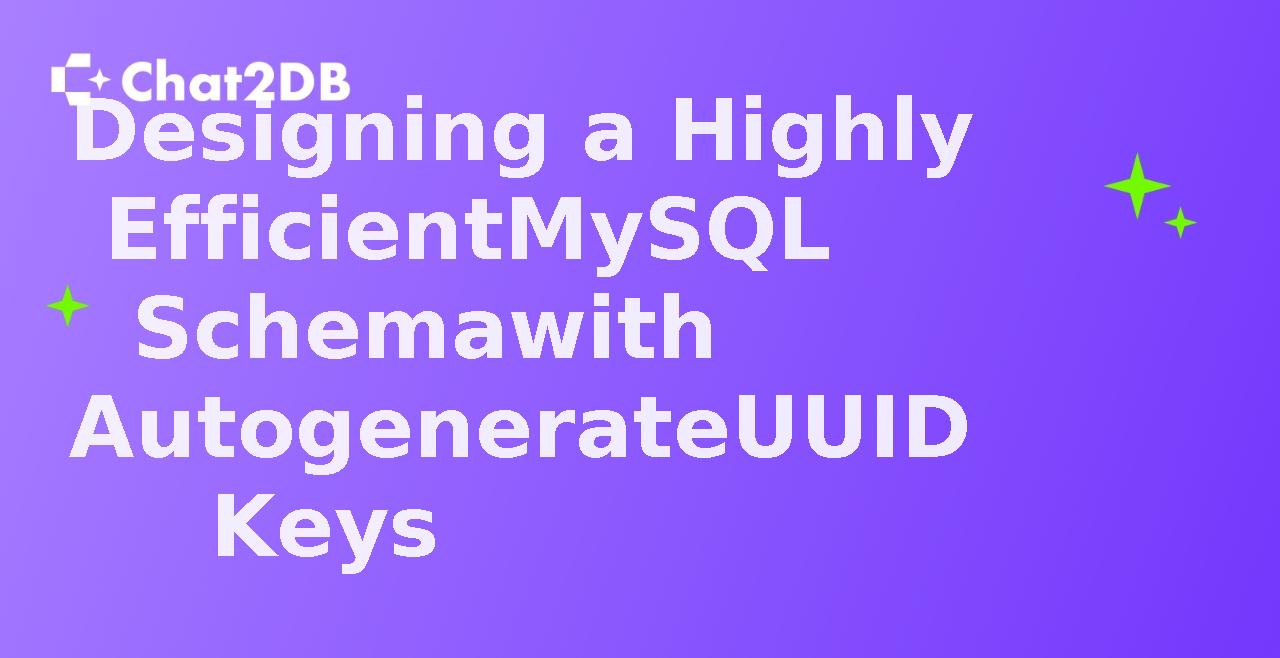 Chat2DB
Designing a Highly
EfficientMySQL
Schemawith
AutogenerateUUID
Keys